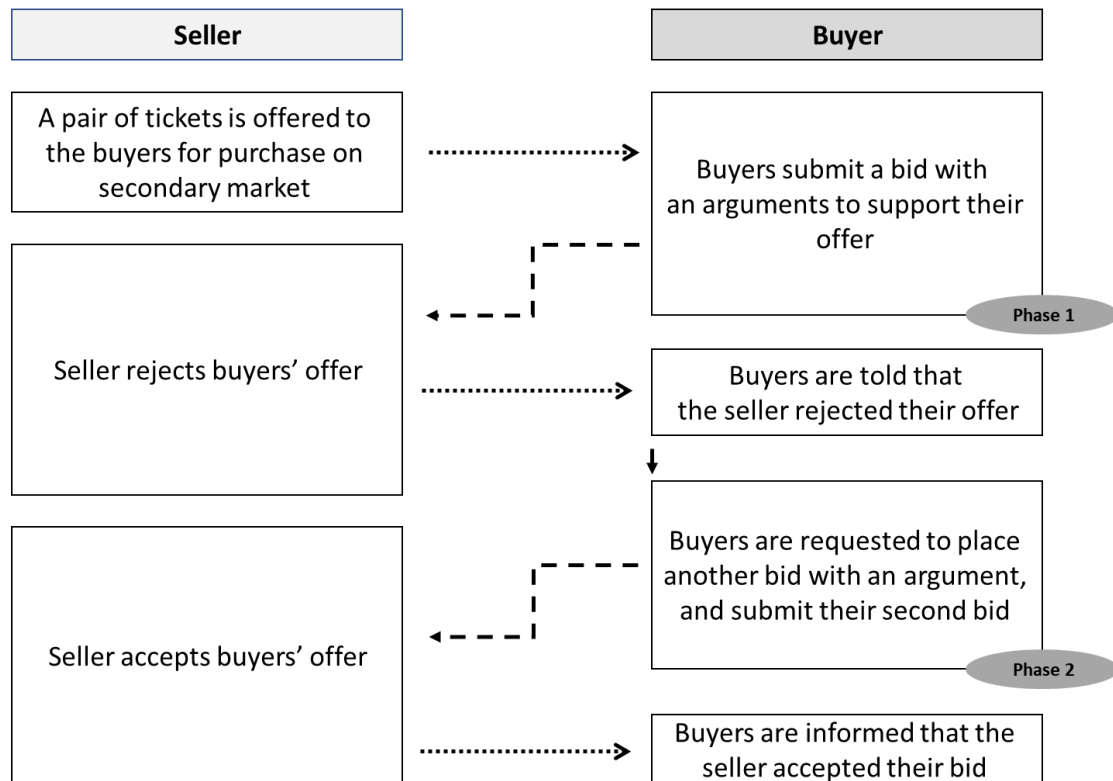 Seller
Buyer
A pair of tickets is offered to
the buyers for purchase on
secondary market
Buyers submit a bid with
an arguments to support their
offer
Phase 1
Seller rejects buyers’ offer
Buyers are told that
the seller rejected their offer
Buyers are requested to place
another bid with an argument,
and submit their second bid
Phase 2
Seller accepts buyers’ offer
Buyers are informed that the
seller accepted their bid